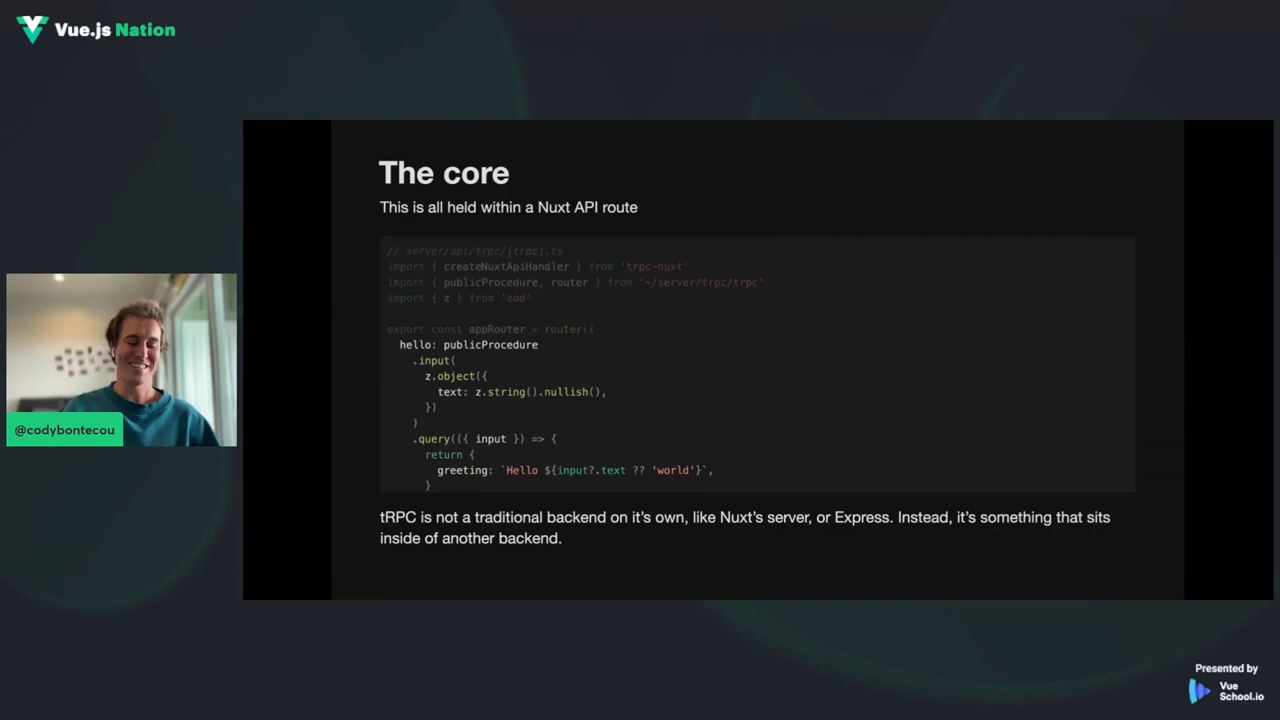 Vue.js Nation
The core
This is all held within a Nuxt API route
// server/api/trpc/[trpc].ts
import { createNuxtApiHandler } from 'trpc-nuxt'
import { publicProcedure, router } from '~/server/trpc/trpc'
import { z } from 'zod'
export const appRouter = router({
hello: publicProcedure
.input(
z.object({
text: z.string().nullish(),
})
)
.query(({ input }) => {
return {
greeting: `Hello ${input?.text ?? 'world'}`,
}
tRPC is not a traditional backend on it's own, like Nuxt's server, or Express. Instead, it's something that sits
inside of another backend.
@codybontecou
Presented by
Vue
School.io